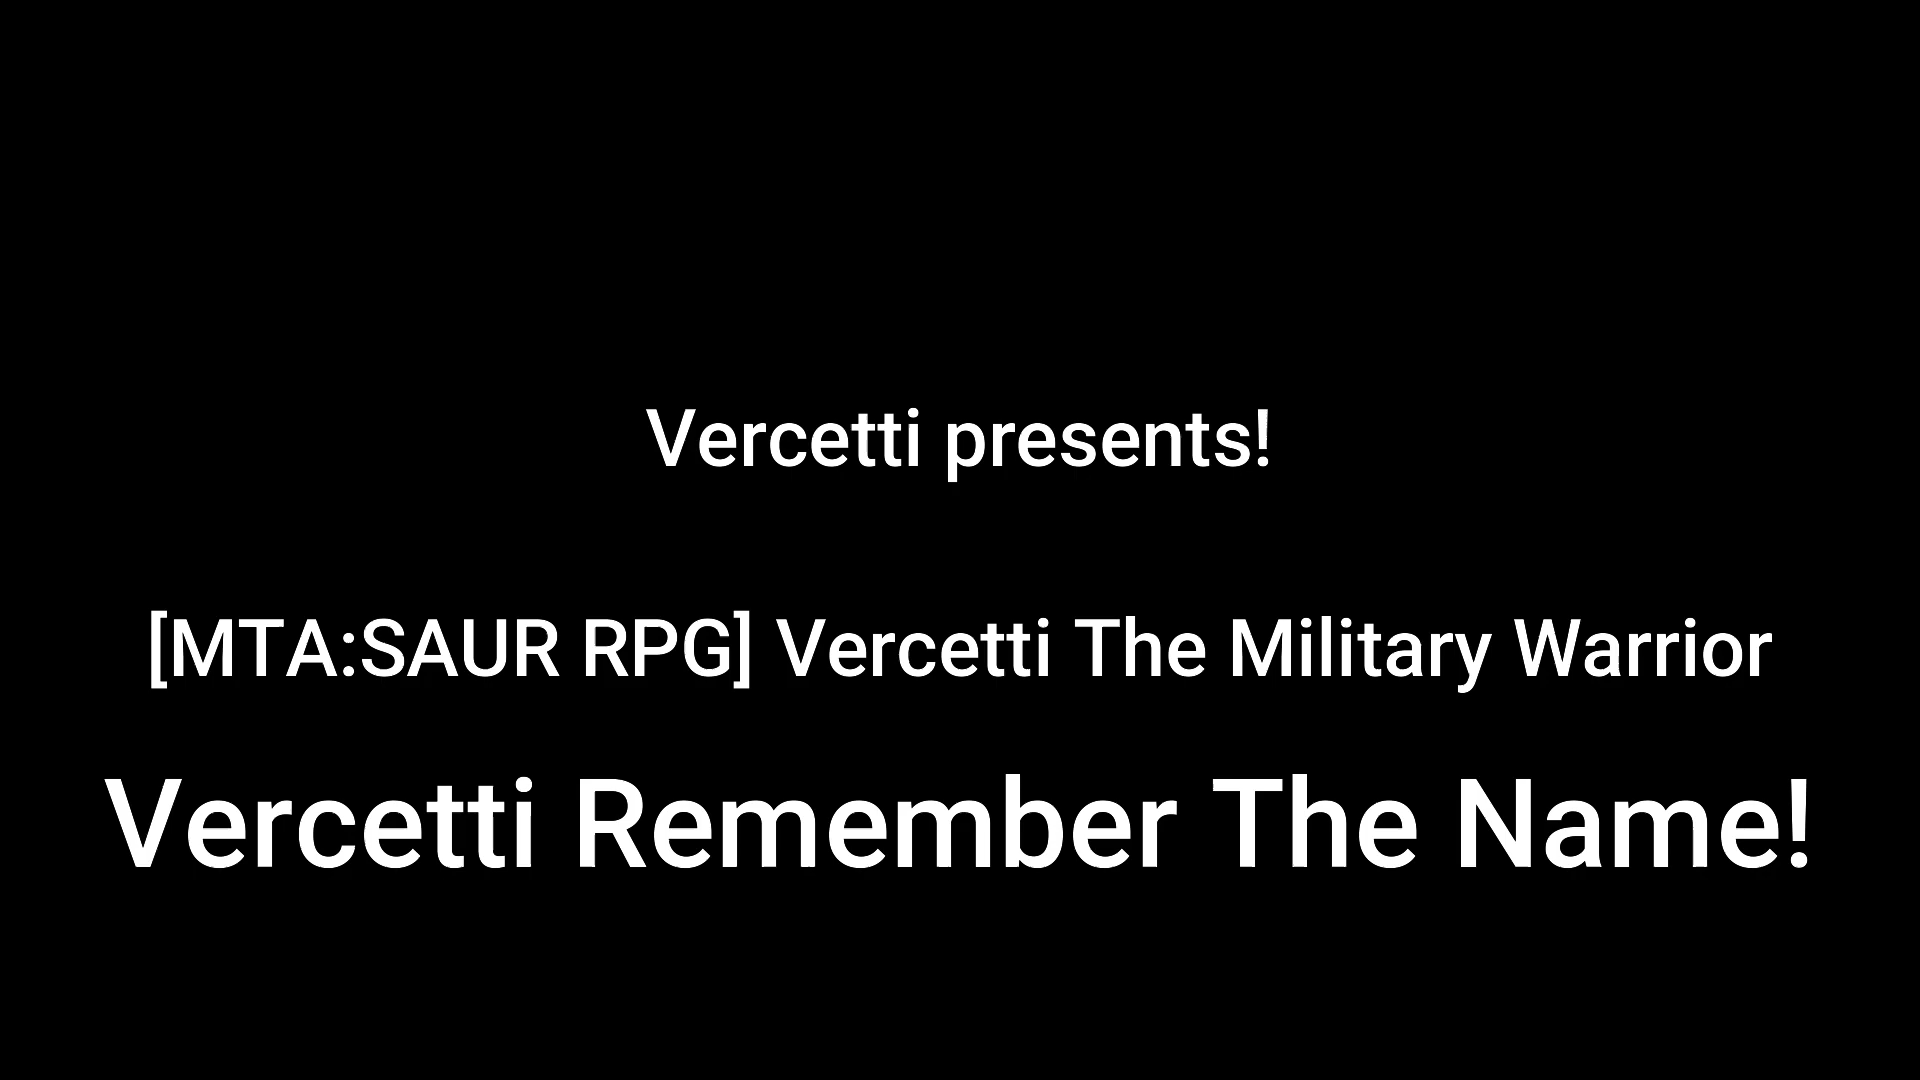 Vercetti presents!
[MTA:SAUR RPG] Vercetti The Military Warrior
Vercetti Remember The Name!